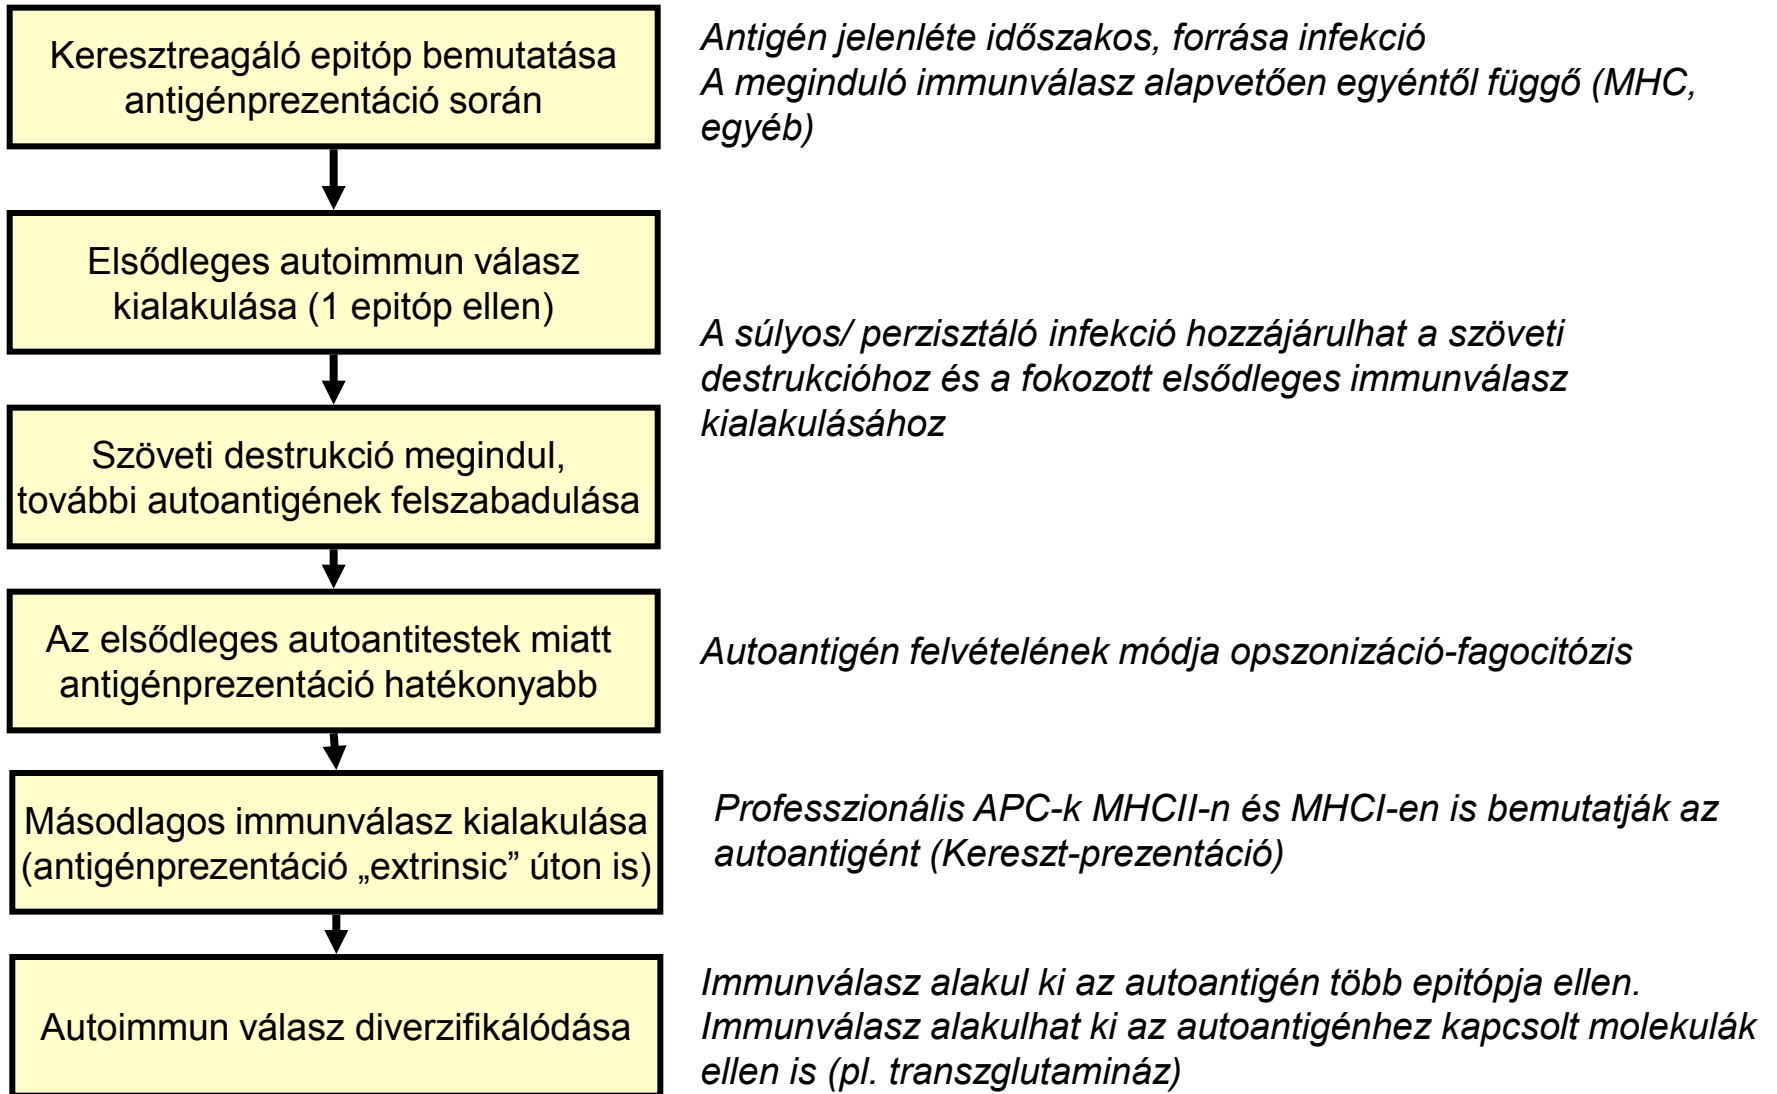 Keresztreagáló epitóp bemutatása
antigénprezentáció során
Antigén jelenléte időszakos, forrása infekció
A meginduló immunválasz alapvetően egyéntől függő (MHC,
egyéb)
Elsődleges autoimmun válasz
kialakulása (1 epitóp ellen)
A súlyos/ perzisztáló infekció hozzájárulhat a szöveti
destrukcióhoz és a fokozott elsődleges immunválasz
kialakulásához
Szöveti destrukció megindul,
további autoantigének felszabadulása
Az elsődleges autoantitestek miatt
antigénprezentáció hatékonyabb
Autoantigén felvételének módja opszonizáció-fagocitózis
Másodlagos immunválasz kialakulása
(antigénprezentáció „extrinsic” úton is)
Professzionális APC-k MHCII-n és MHCI-en is bemutatják az
autoantigént (Kereszt-prezentáció)
Autoimmun válasz diverzifikálódása
Immunválasz alakul ki az autoantigén több epitópja ellen.
Immunválasz alakulhat ki az autoantigénhez kapcsolt molekulák
ellen is (pl. transzglutamináz)